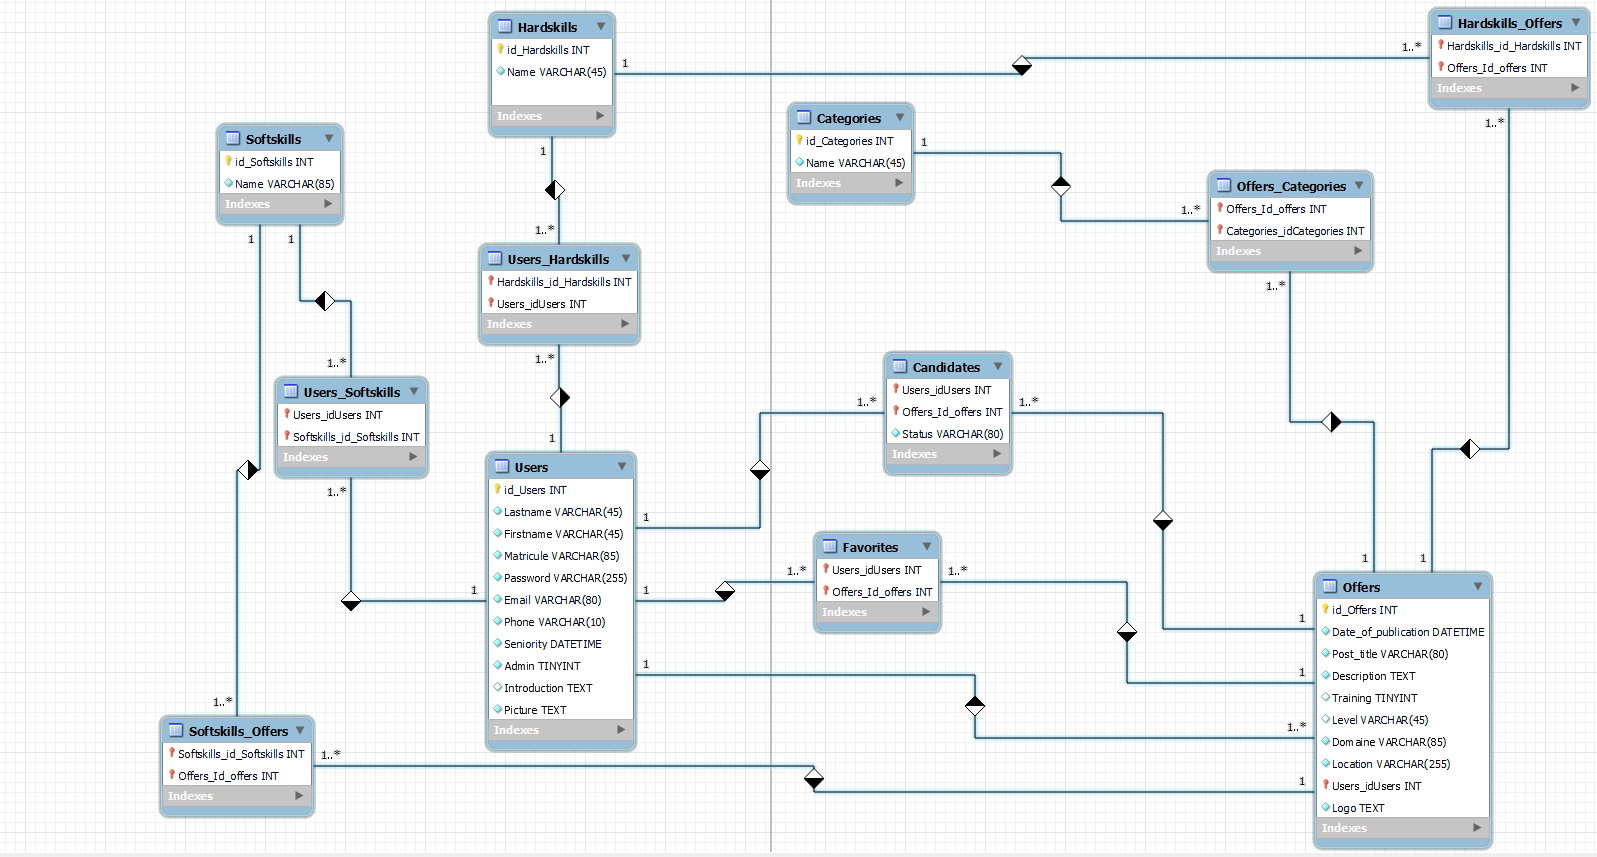 Hardskills
id_Hardskills INT
Name VARCHAR(45)
Indexes
Hardskills_Offers
Hardskills_id_Hardskills INT
Offers_Id_offers INT
Indexes
1
1..*
1..*
1
Categories
id_Categories INT
Name VARCHAR(45)
Indexes
1
Softskills
id_Softskills INT
Name VARCHAR(85)
Indexes
1
1
Offers_Categories
Offers_Id_offers INT
Categories_idCategories INT
Indexes
1..*
1..*
1..*
Users_Hardskills
Hardskills_id_Hardskills INT
Users_idUsers INT
Indexes
1..*
1
Users_Softskills
Users_idUsers INT
Softskills_id_Softskills INT
Indexes
1..*
1..*
1
Candidates
Users_idUsers INT
Offers_Id_offers INT
Status VARCHAR(80)
Indexes
1..*
1..*
Users
id_Users INT
Lastname VARCHAR(45)
Firstname VARCHAR(45)
Matricule VARCHAR(85)
Password VARCHAR(255)
Email VARCHAR(80)
Phone VARCHAR(10)
Seniority DATETIME
Admin TINYINT
Introduction TEXT
Picture TEXT
Indexes
1
1
1
Favorites
Users_idUsers INT
Offers_Id_offers INT
Indexes
1..*
1..*
1
1
Offers
id_Offers INT
Date_of_publication DATETIME
Post_title VARCHAR(80)
Description TEXT
Training TINYINT
Level VARCHAR(45)
Domaine VARCHAR(85)
Location VARCHAR(255)
Users_idUsers INT
Logo TEXT
Indexes
1
1
1..*
1
Softskills_Offers
Softskills_id_Softskills INT
Offers_Id_offers INT
Indexes
1..*
1..*